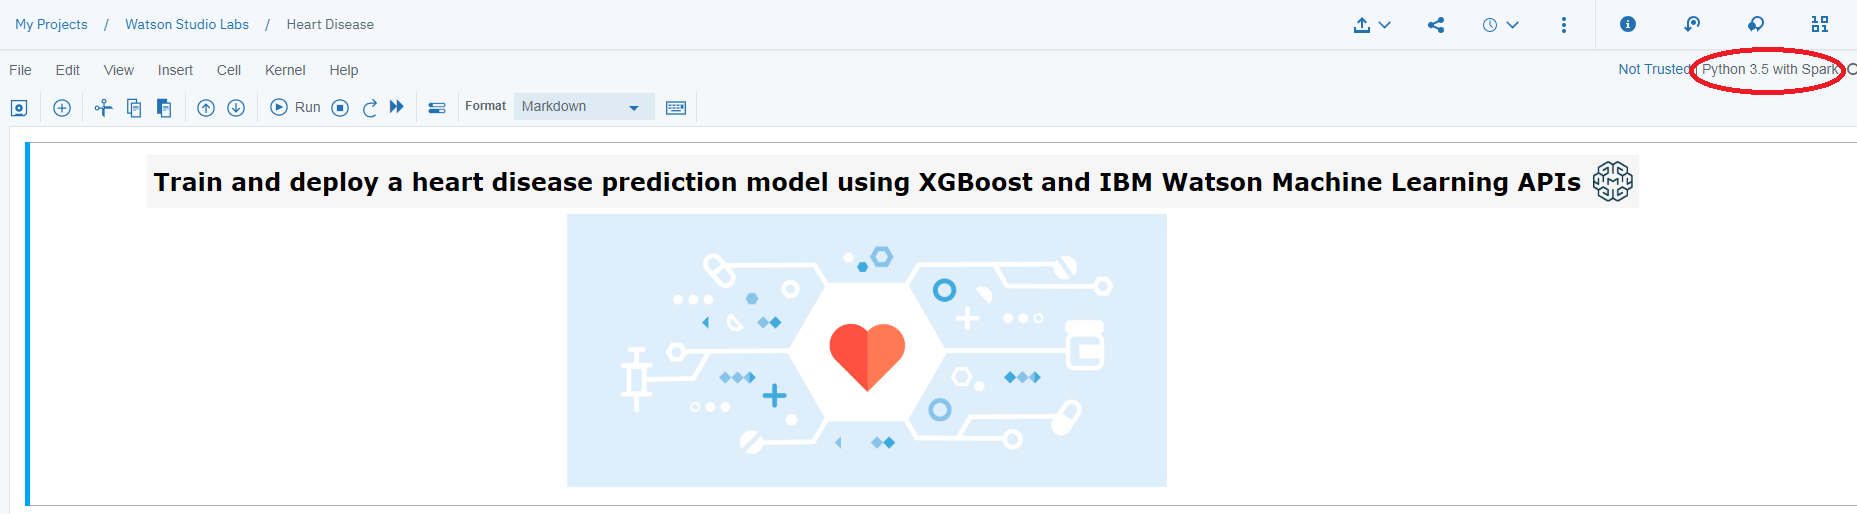 My Projects / Watson Studio Labs / Heart Disease
File Edit View Insert Cell Kernel Help
Not Trusted | Python 3.5 with Spark
Run Format Markdown
Train and deploy a heart disease prediction model using XGBoost and IBM Watson Machine Learning APIs